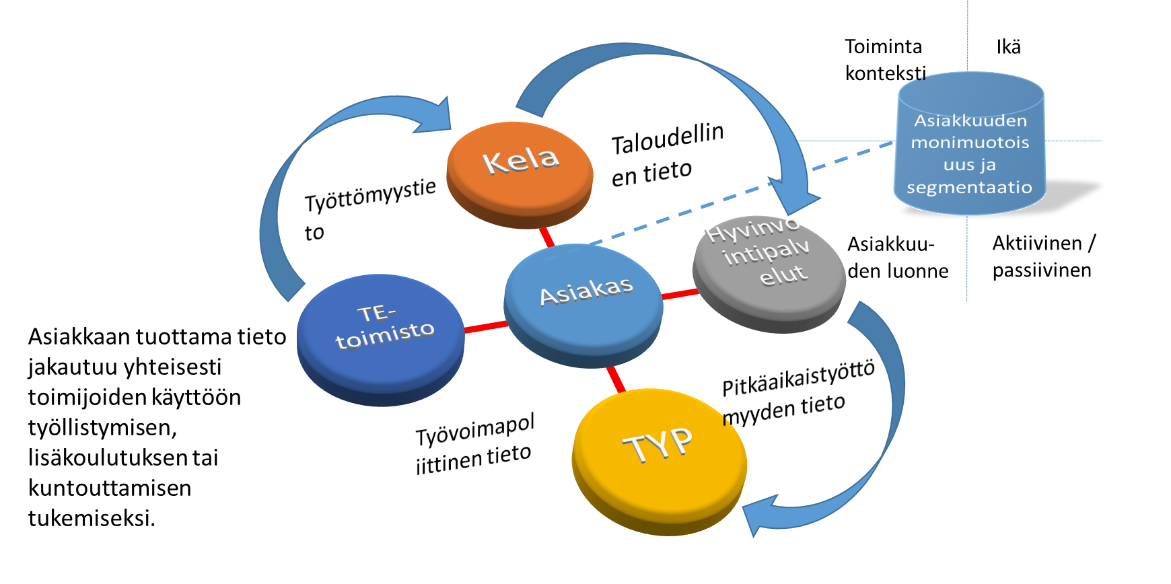 Toiminta
konteksti
Ikä
Asiakkuuden
monimuotois
uus ja
segmentaatio
Asiakkuu-
den luonne
Aktiivinen /
passiivinen
Kela
Taloudellin
en tieto
Työttömyystie
to
Hyvinvo
intipalv
elut
Asiakas
TE-
toimisto
Asiakkaan tuottama tieto
jakautuu yhteisesti
toimijoiden käyttöön
työllistymisen,
lisäkoulutuksen tai
kuntouttamisen
tukemiseksi.
Työvoimapol
iittinen tieto
TYP
Pitkäaikaistyöttö
myyden tieto